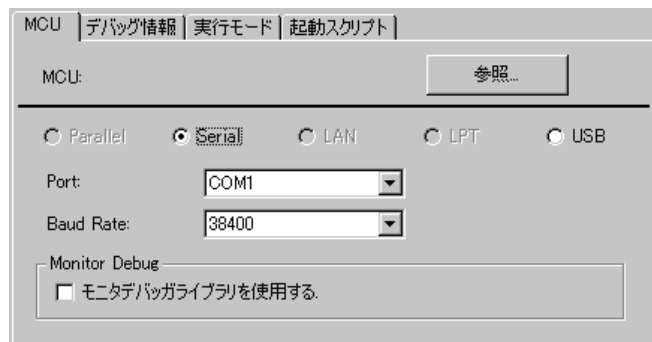 MCU デバッグ情報 実行モード 起動スクリプト
MCU: 参照...
Parallel Serial LAN LPT USB
Port: COM1
Baud Rate: 38400
Monitor Debug
モニタデバッガライブラリを使用する.